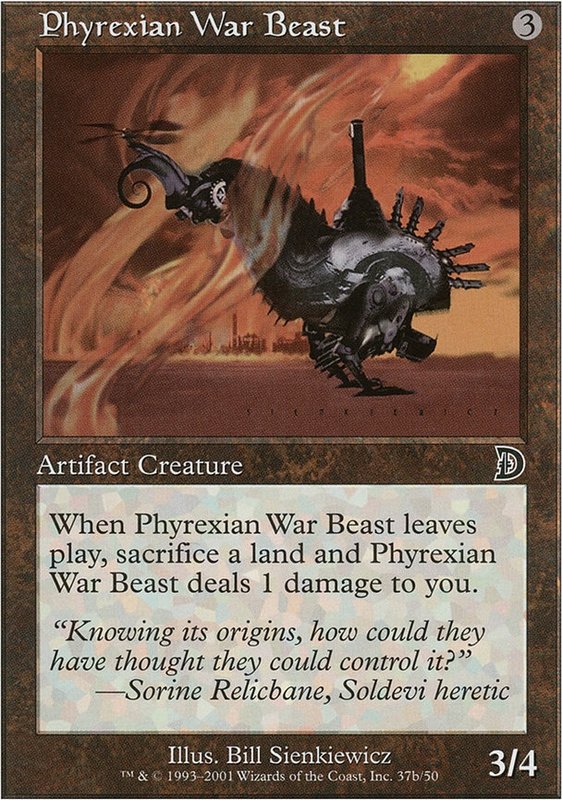 Phyrexian War Beast 3
SIENKIEWICZ
Artifact Creature
When Phyrexian War Beast leaves
play, sacrifice a land and Phyrexian
War Beast deals 1 damage to you.
“Knowing its origins, how could they
have thought they could control it?”
—Sorine Relicbane, Soldevi heretic
Illus. Bill Sienkiewicz
™ & © 1993–2001 Wizards of the Coast, Inc. 37b/50
3/4